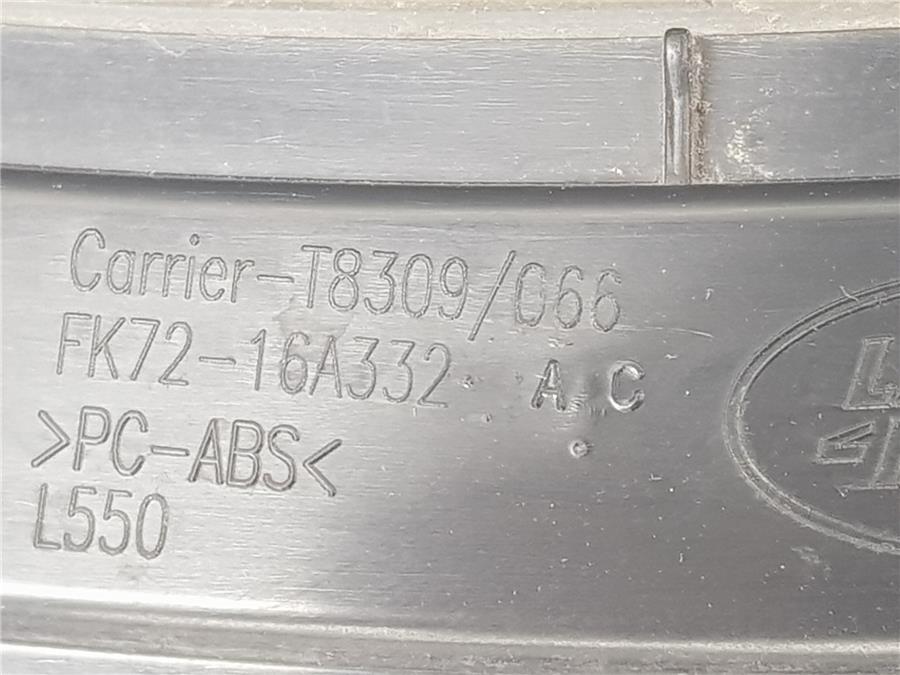 Carrier-T8309/066
FK72-16A332 A C
>PC-ABS<
L550